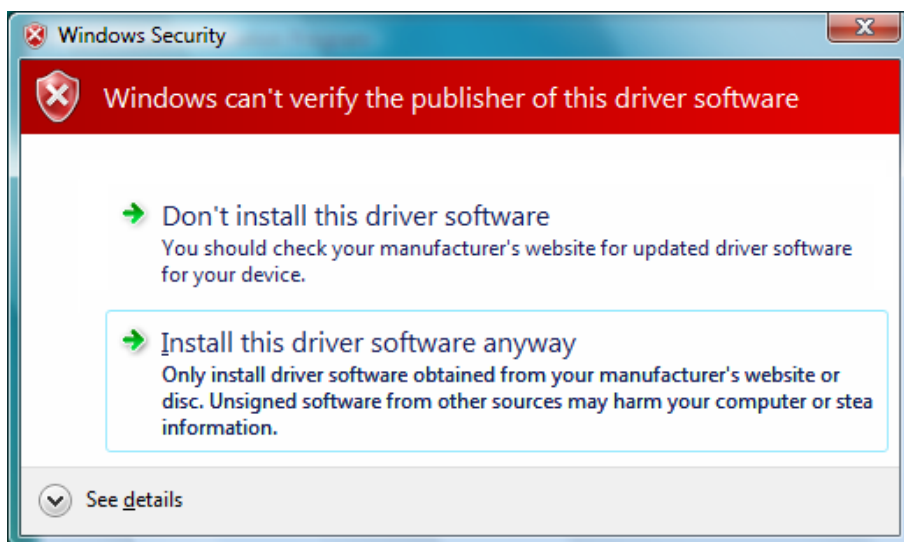 Windows Security
Windows can't verify the publisher of this driver software
Don't install this driver software
You should check your manufacturer's website for updated driver software
for your device.
Install this driver software anyway
Only install driver software obtained from your manufacturer's website or
disc. Unsigned software from other sources may harm your computer or stea
information.
See details